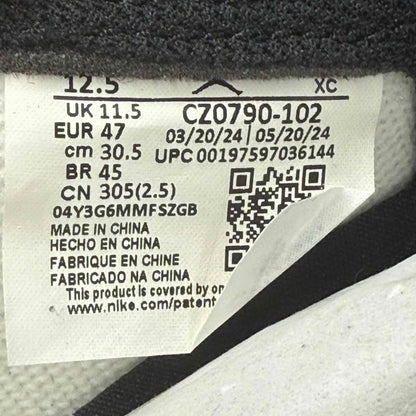 12.5 XC
UK 11.5 CZ0790-102
EUR 47 03/20/24 | 05/20/24
cm 30.5 UPC 00197597036144
BR 45
CN 305(2.5)
04Y3G6MMFSZGB
MADE IN CHINA
HECHO EN CHINA
FABRIQUE EN CHINE
FABRICADO NA CHINA
This product is covered by
www.nike.com/patent